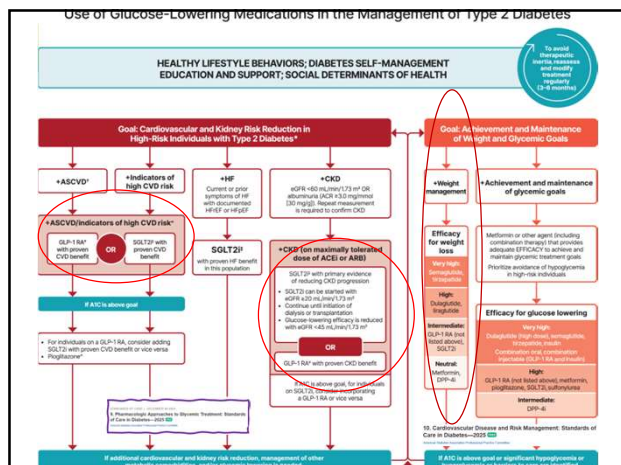 Use of Glucose-Lowering Medications in the Management of Type 2 Diabetes
HEALTHY LIFESTYLE BEHAVIORS; DIABETES SELF-MANAGEMENT
EDUCATION AND SUPPORT; SOCIAL DETERMINANTS OF HEALTH
To avoid
therapeutic
inertia, reassess
and modify
treatment
regularly
(3–6 months)
Goal: Cardiovascular and Kidney Risk Reduction in
High-Risk Individuals with Type 2 Diabetes*
+ASCVD†
+Indicators of
high CVD risk
+ASCVD/Indicators of high CVD risk
GLP-1 RA
with proven
CVD benefit
OR
SGLT2i
with proven
CVD benefit
If A1C is above goal
• For individuals on a GLP-1 RA, consider adding
SGLT2i with proven CVD benefit or vice versa
• Pioglitazone
+HF
Current or prior
symptoms of HF
with documented
HFrEF or HFpEF
SGLT2i
with proven HF
benefit in this
population
+CKD
eGFR <60 mL/min/1.73 m² OR
albuminuria (ACR ≥3.0 mg/mmol
[30 mg/g]). Repeat measurement
is required to confirm CKD
+CKD (on maximally tolerated
dose of ACEi or ARB)
SGLT2i with primary evidence
of reducing CKD progression
• SGLT2i can be started with
eGFR ≥20 mL/min/1.73 m²
• Continue until initiation of
dialysis or transplantation
• Glucose-lowering efficacy is reduced
with eGFR <45 mL/min/1.73 m²
OR
GLP-1 RA with proven CKD benefit
If A1C is above goal, for individuals
on SGLT2i, consider incorporating
a GLP-1 RA or vice versa
Goal: Achievement and Maintenance
of Weight and Glycemic Goals
+Weight
management
Efficacy
for weight
loss
Very high:
Semaglutide,
tirzepatide
High:
Dulaglutide,
liraglutide
Intermediate:
GLP-1 RA (not
listed above),
SGLT2i
Neutral:
Metformin,
DPP-4i
+Achievement and maintenance
of glycemic goals
Metformin or other agent (including
combination therapy) that provides
adequate EFFICACY to achieve and
maintain glycemic treatment goals
Prioritize avoidance of hypoglycemia
in high-risk individuals
Efficacy for glucose lowering
Very high:
Dulaglutide (high dose), semaglutide,
tirzepatide, insulin
Combination oral, combination
injectable (GLP-1 RA and insulin)
High:
GLP-1 RA (not listed above), metformin,
pioglitazone, SGLT2i, sulfonylurea
Intermediate:
DPP-4i
9. Pharmacologic Approaches to Glycemic Treatment: Standards
of Care in Diabetes—2025
10. Cardiovascular Disease and Risk Management: Standards of
Care in Diabetes—2025
If additional cardiovascular and kidney risk reduction, management of other
If A1C is above goal or significant hypoglycemia or